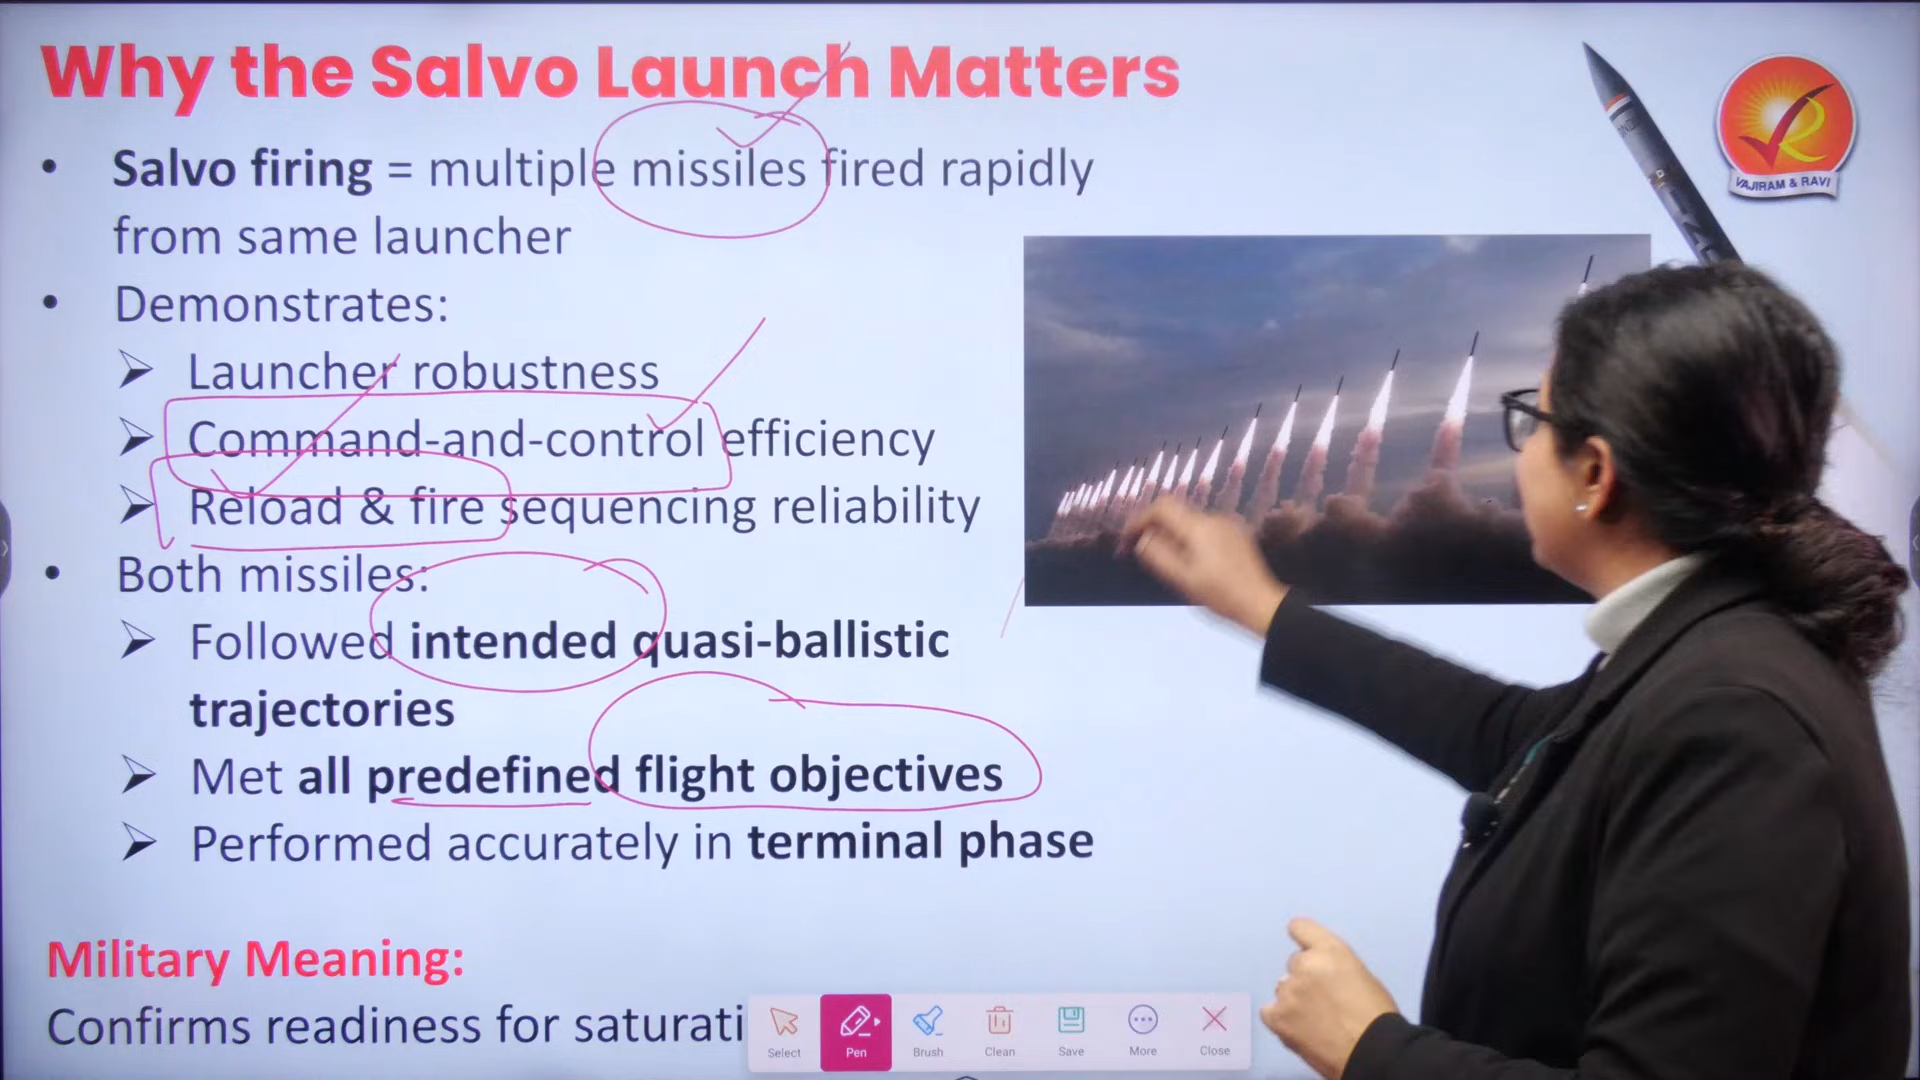 Why the Salvo Launch Matters
• Salvo firing = multiple missiles fired rapidly
from same launcher
• Demonstrates:
➢ Launcher robustness
➢ Command-and-control efficiency
➢ Reload & fire sequencing reliability
• Both missiles:
➢ Followed intended quasi-ballistic
trajectories
➢ Met all predefined flight objectives
➢ Performed accurately in terminal phase
Military Meaning:
Confirms readiness for saturati
VAJIRAM & RAVI
Select Pen Brush Clean Save More Close